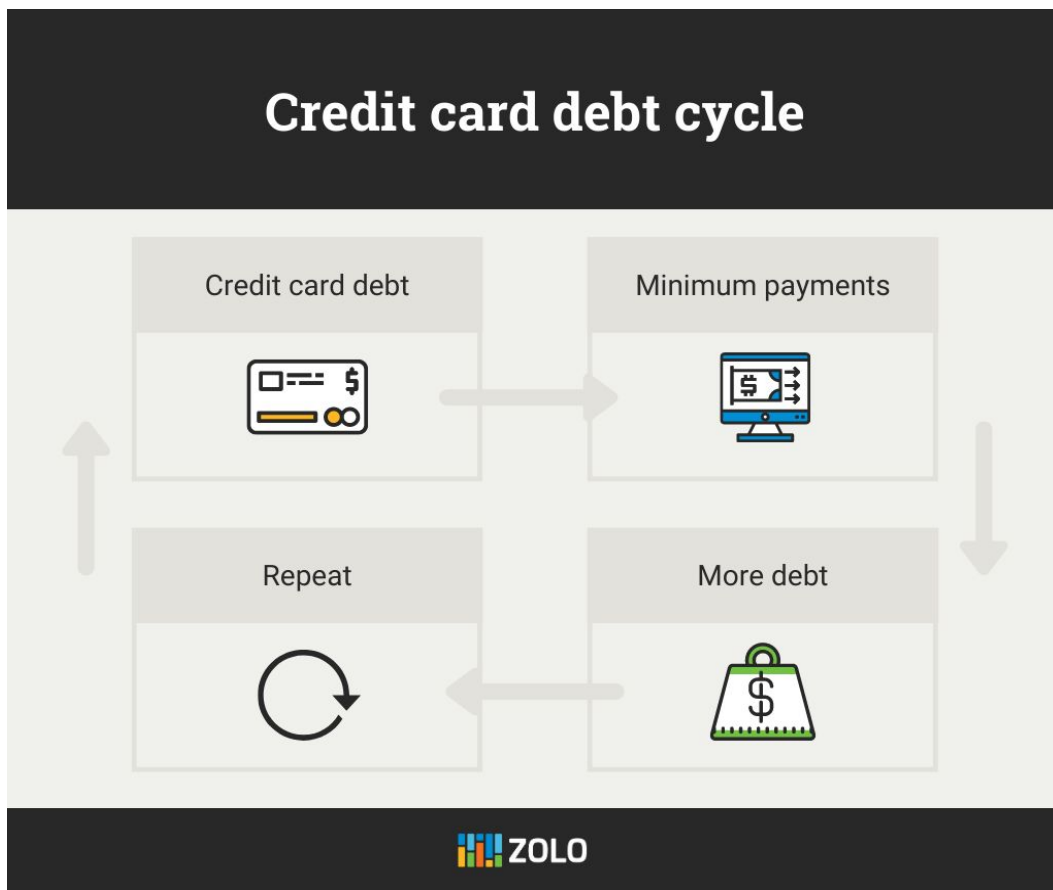 Credit card debt cycle
Credit card debt
Minimum payments
$
$
Repeat
More debt
$
ZOLO